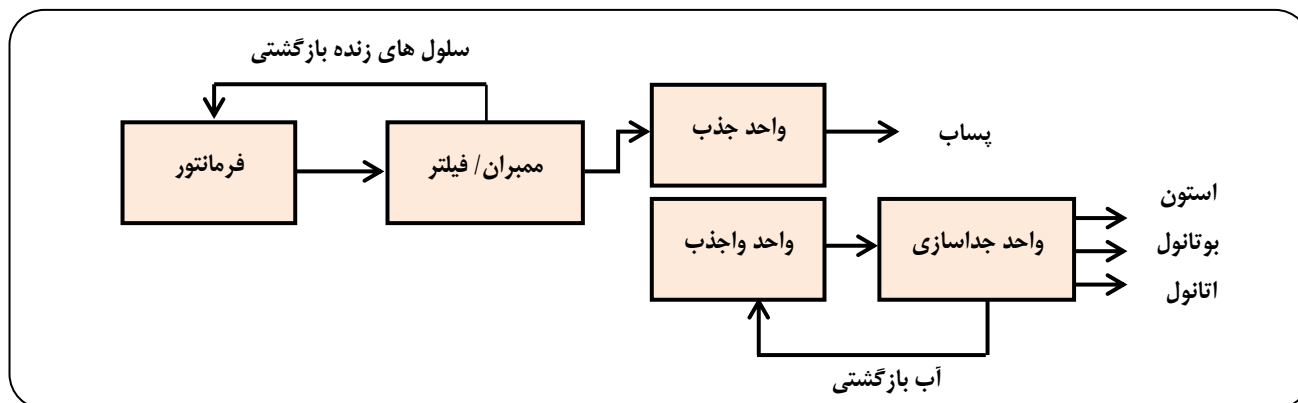 سلول های زنده بازگشتی
فرمانتور
ممبران/ فیلتر
واحد جذب
پساب
واحد واجذب
واحد جداسازی
استون
بوتانول
اتانول
آب بازگشتی